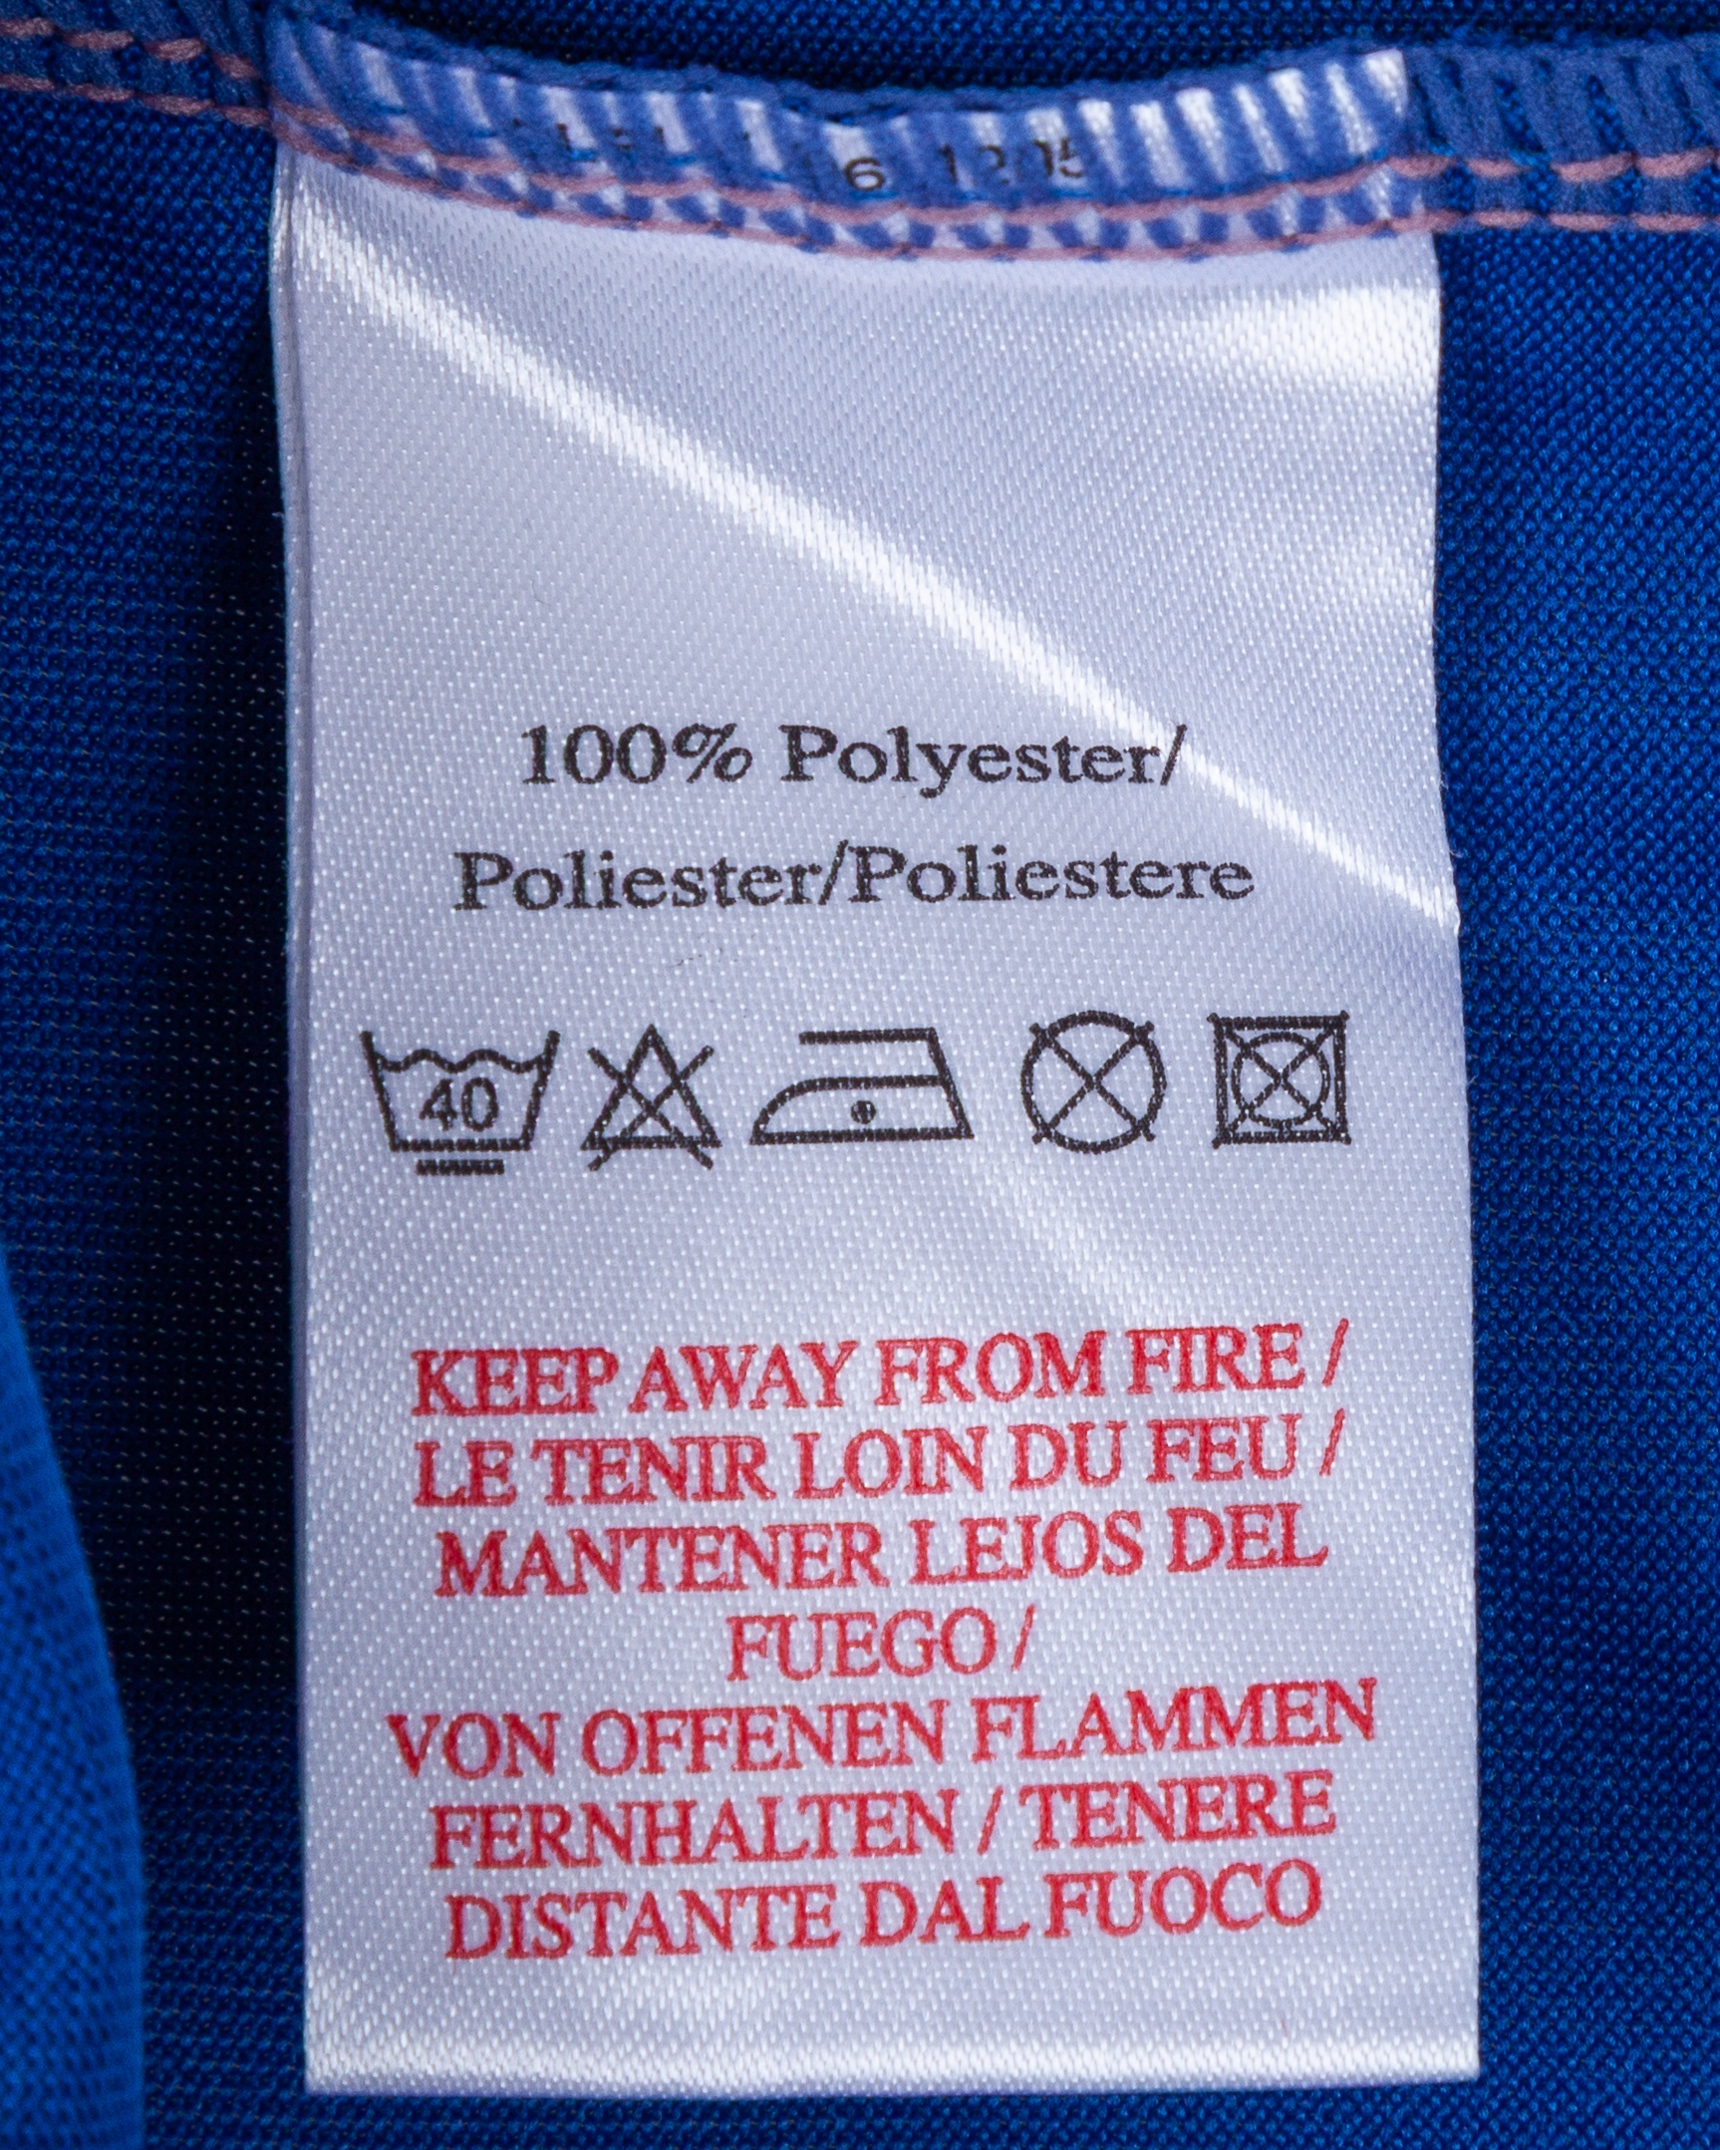 100% Polyester/
Poliester/Poliestere
40
KEEP AWAY FROM FIRE /
LE TENIR LOIN DU FEU /
MANTENER LEJOS DEL
FUEGO /
VON OFFENEN FLAMMEN
FERNHALTEN / TENERE
DISTANTE DAL FUOCO